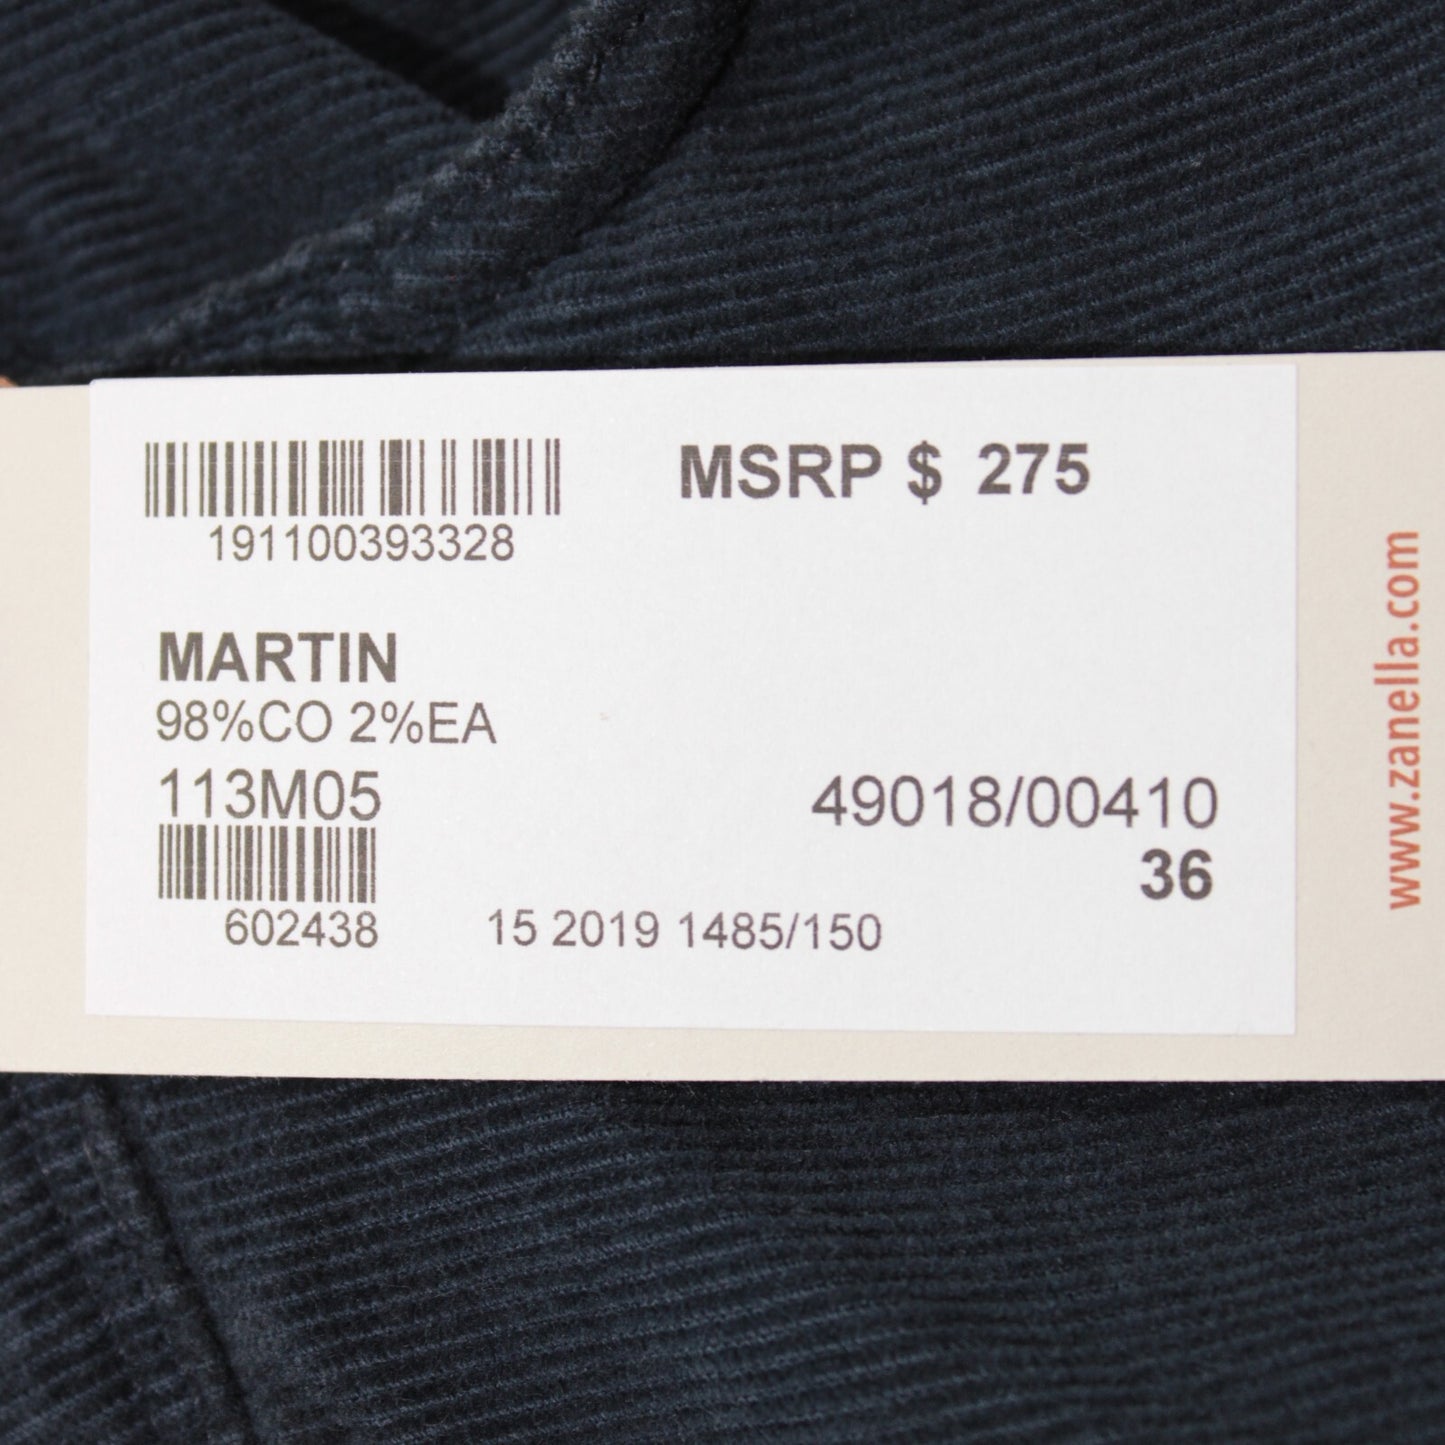 MSRP $ 275
191100393328
MARTIN
98%CO 2%EA
113M05
49018/00410
36
602438
15 2019 1485/150
www.zanella.com